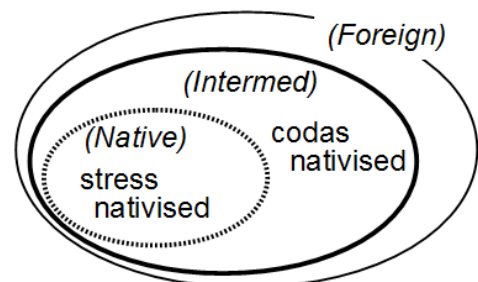 (Foreign)
(Intermed)
(Native)
codas
nativised
stress
nativised